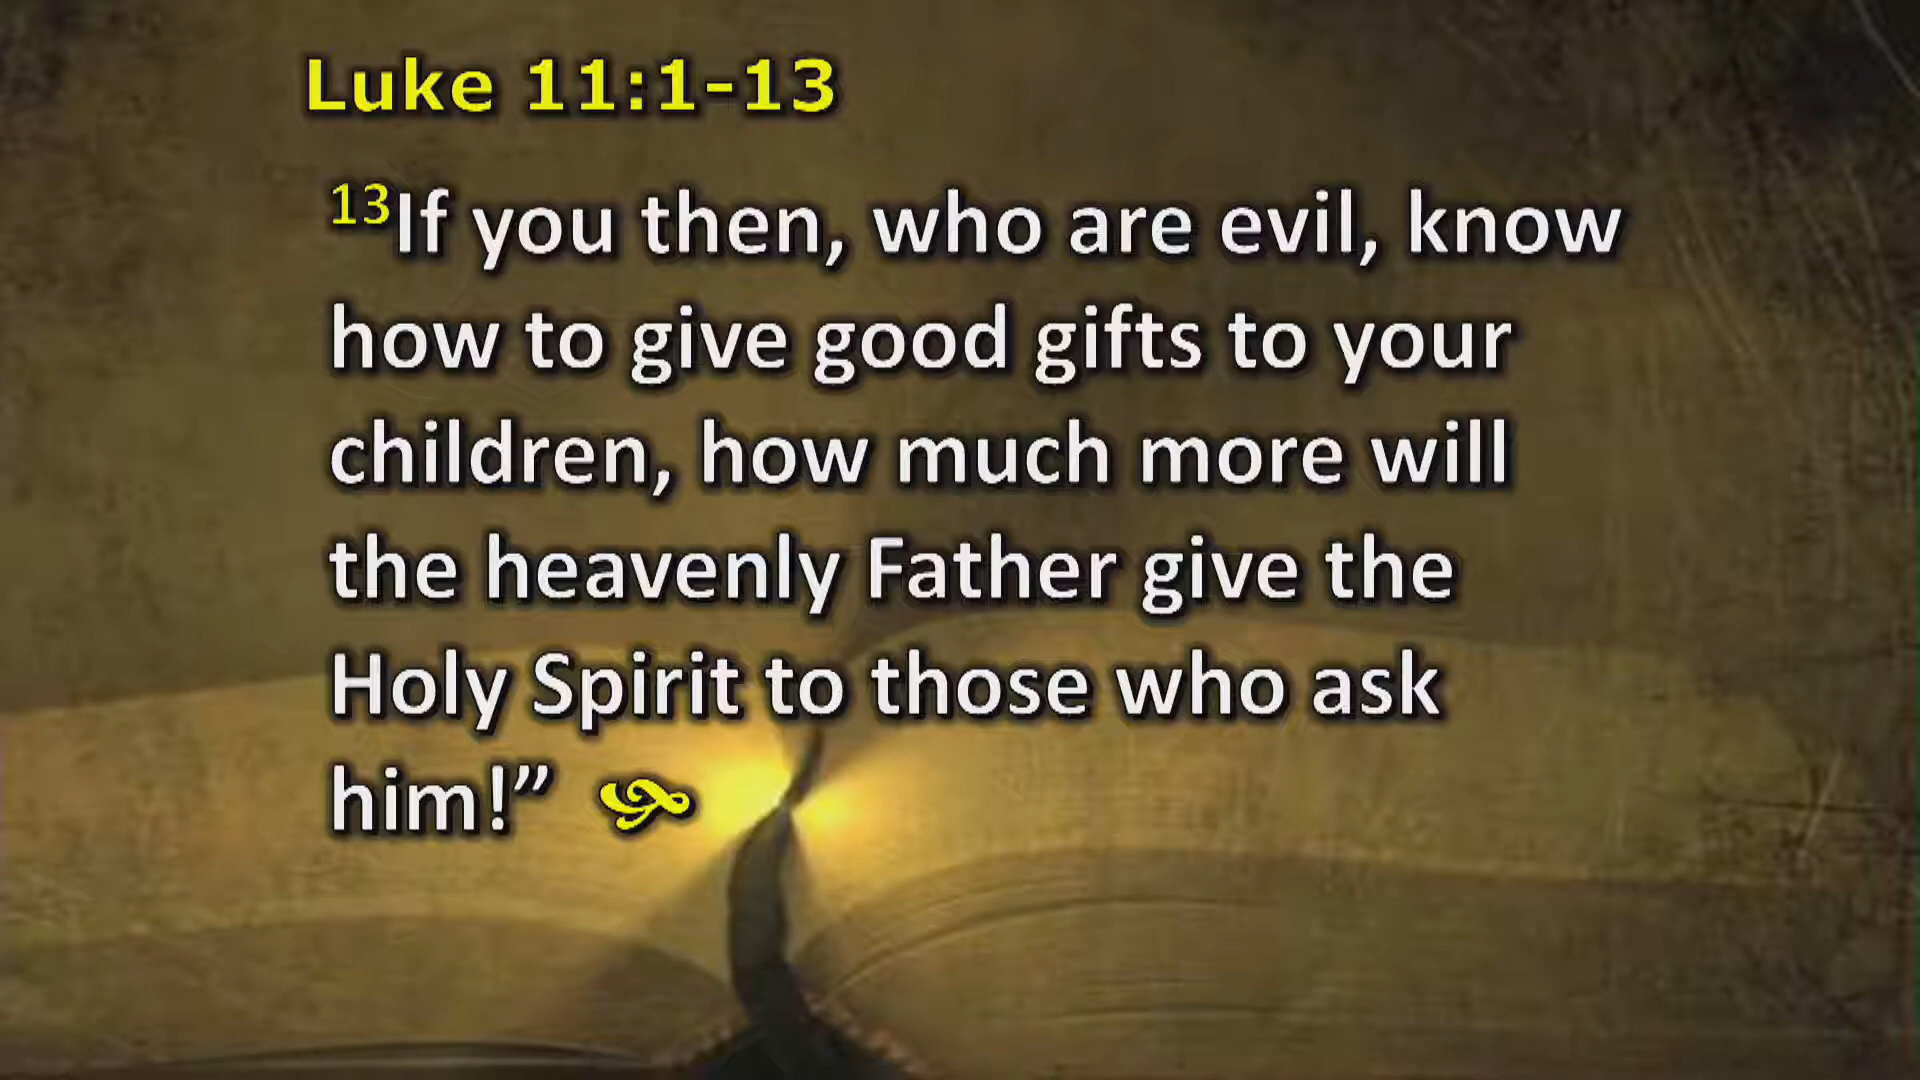 Luke 11:1-13
13If you then, who are evil, know
how to give good gifts to your
children, how much more will
the heavenly Father give the
Holy Spirit to those who ask
him!”